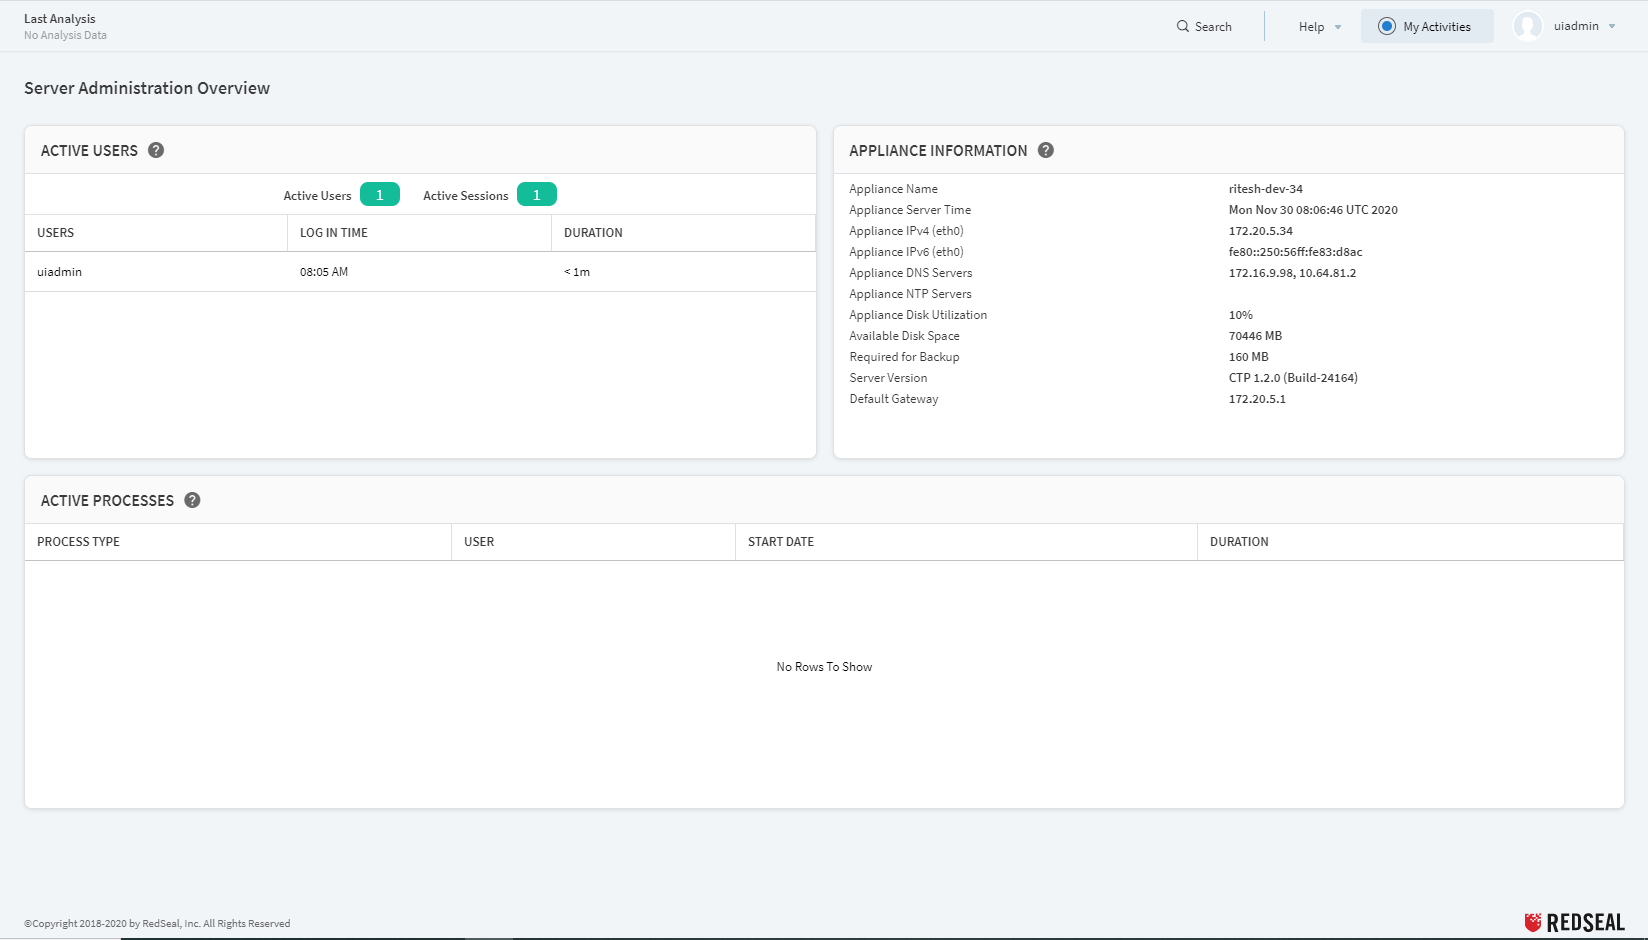 Last Analysis
No Analysis Data
Search
Help
My Activities
uiadmin
Server Administration Overview
ACTIVE USERS ?
Active Users 1 Active Sessions 1
USERS LOG IN TIME DURATION
uiadmin 08:05 AM < 1m
APPLIANCE INFORMATION ?
Appliance Name ritesh-dev-34
Appliance Server Time Mon Nov 30 08:06:46 UTC 2020
Appliance IPv4 (eth0) 172.20.5.34
Appliance IPv6 (eth0) fe80::250:56ff:fe83:d8ac
Appliance DNS Servers 172.16.9.98, 10.64.81.2
Appliance NTP Servers
Appliance Disk Utilization 10%
Available Disk Space 70446 MB
Required for Backup 160 MB
Server Version CTP 1.2.0 (Build-24164)
Default Gateway 172.20.5.1
ACTIVE PROCESSES ?
PROCESS TYPE USER START DATE DURATION
No Rows To Show
©Copyright 2018-2020 by RedSeal, Inc. All Rights Reserved
REDSEAL